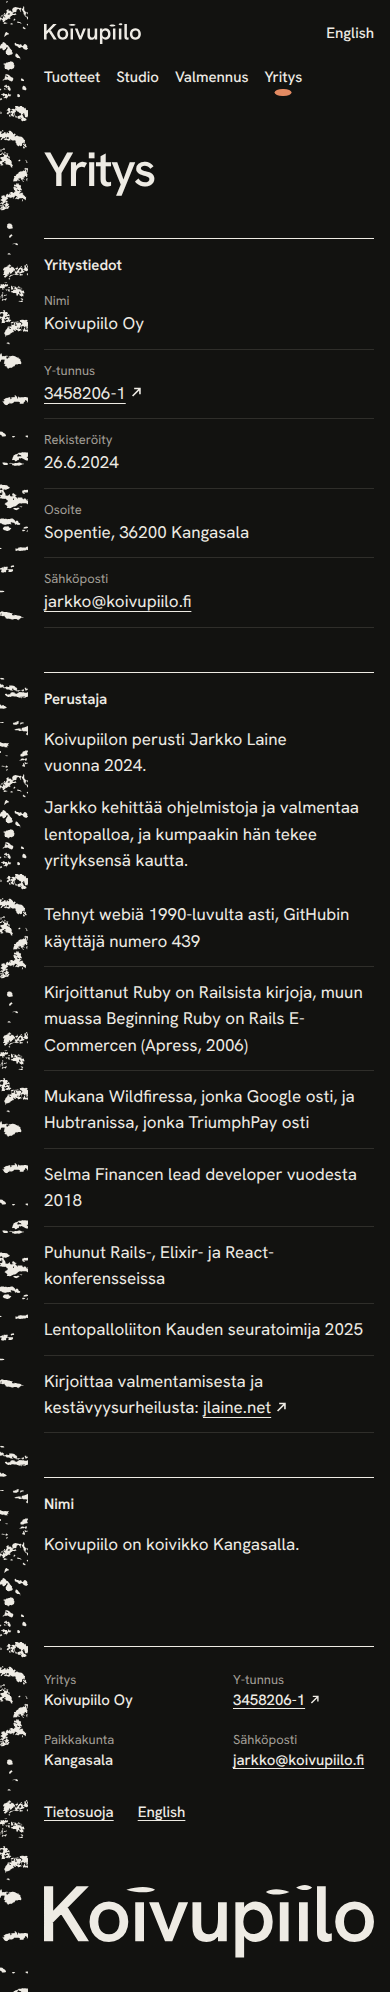 Koivupiilo
English
Tuotteet Studio Valmennus Yritys
Yritys
Yritystiedot
Nimi
Koivupiilo Oy
Y-tunnus
3458206-1 ↗
Rekisteröity
26.6.2024
Osoite
Sopentie, 36200 Kangasala
Sähköposti
jarkko@koivupiilo.fi
Perustaja
Koivupiilon perusti Jarkko Laine
vuonna 2024.
Jarkko kehittää ohjelmistoja ja valmentaa
lentopalloa, ja kumpaakin hän tekee
yrityksensä kautta.
Tehnyt webiä 1990-luvulta asti, GitHubin
käyttäjä numero 439
Kirjoittanut Ruby on Railsista kirjoja, muun
muassa Beginning Ruby on Rails E-
Commercen (Apress, 2006)
Mukana Wildfiressa, jonka Google osti, ja
Hubtranissa, jonka TriumphPay osti
Selma Financen lead developer vuodesta
2018
Puhunut Rails-, Elixir- ja React-
konferensseissa
Lentopalloliiton Kauden seuratoimija 2025
Kirjoittaa valmentamisesta ja
kestävyysurheilusta: jlaine.net ↗
Nimi
Koivupiilo on koivikko Kangasalla.
Yritys
Koivupiilo Oy
Y-tunnus
3458206-1 ↗
Paikkakunta
Kangasala
Sähköposti
jarkko@koivupiilo.fi
Tietosuoja English
Koivupiilo